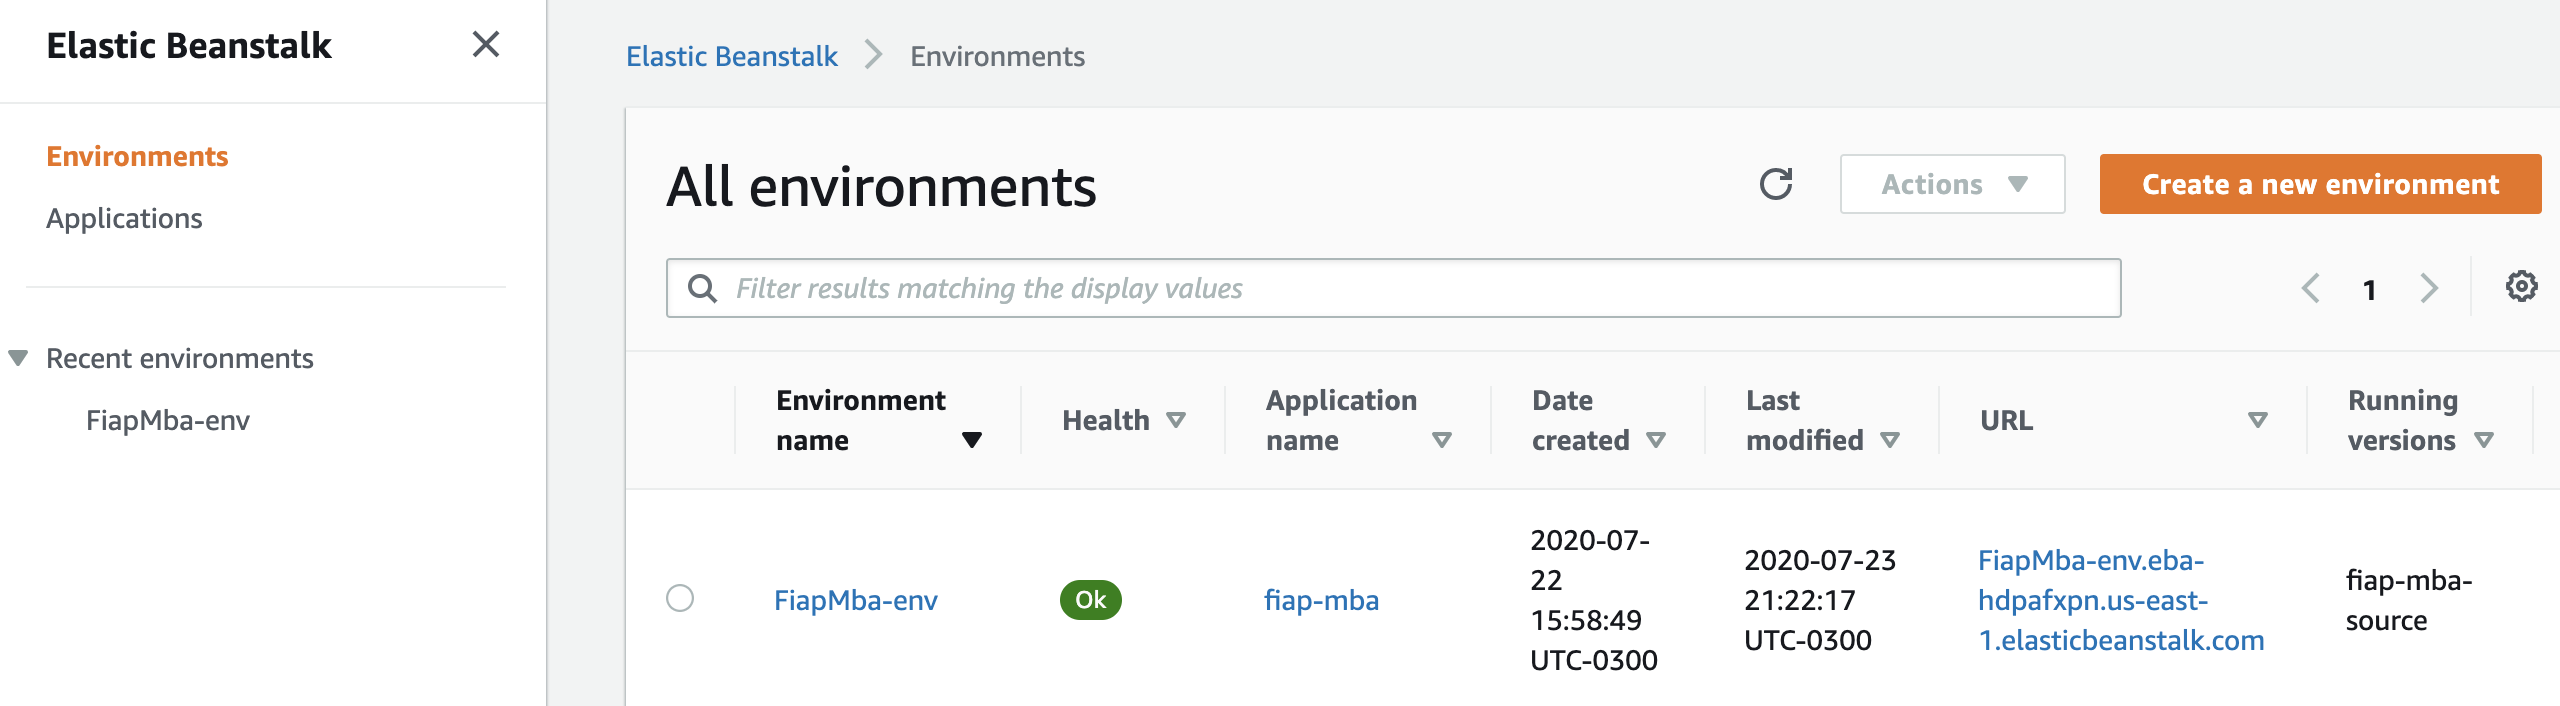 Elastic Beanstalk
Environments
Applications
Recent environments
FiapMba-env
Elastic Beanstalk
Environments
All environments
Actions
Create a new environment
Filter results matching the display values
1
Environment
name
Health
Application
name
Date
created
Last
modified
URL
Running
versions
FiapMba-env
Ok
fiap-mba
2020-07-
22
15:58:49
UTC-0300
2020-07-23
21:22:17
UTC-0300
FiapMba-env.eba-
hdpafxpn.us-east-
1.elasticbeanstalk.com
fiap-mba-
source